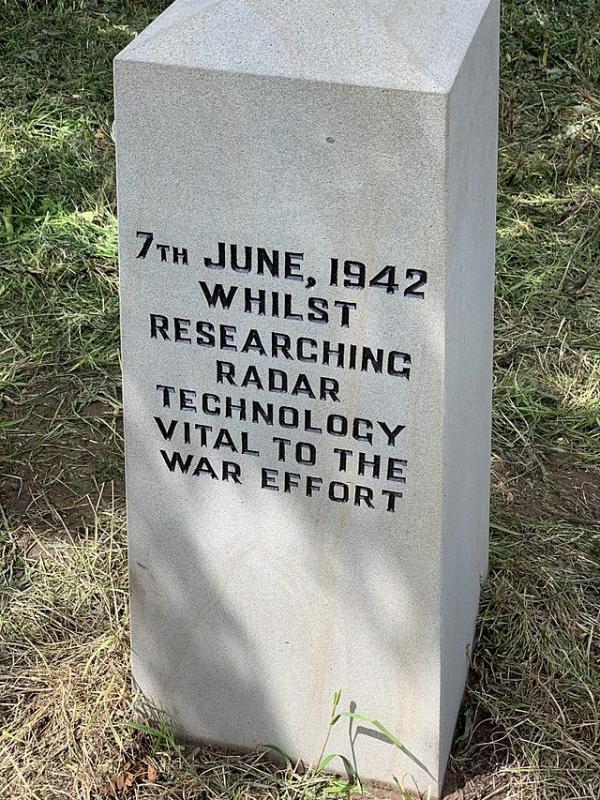 7TH JUNE, 1942
WHILST
RESEARCHING
RADAR
TECHNOLOGY
VITAL TO THE
WAR EFFORT